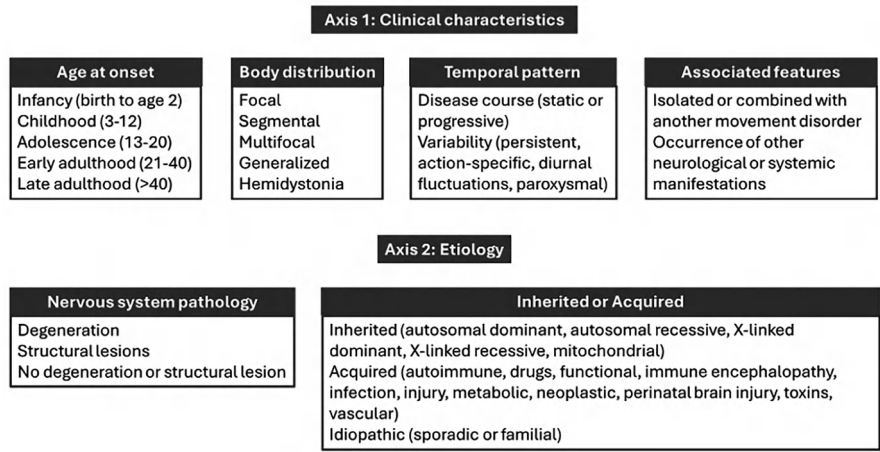 Axis 1: Clinical characteristics
Age at onset
Infancy (birth to age 2)
Childhood (3-12)
Adolescence (13-20)
Early adulthood (21-40)
Late adulthood (>40)
Body distribution
Focal
Segmental
Multifocal
Generalized
Hemidystonia
Temporal pattern
Disease course (static or
progressive)
Variability (persistent,
action-specific, diurnal
fluctuations, paroxysmal)
Associated features
Isolated or combined with
another movement disorder
Occurrence of other
neurological or systemic
manifestations
Axis 2: Etiology
Nervous system pathology
Degeneration
Structural lesions
No degeneration or structural lesion
Inherited or Acquired
Inherited (autosomal dominant, autosomal recessive, X-linked
dominant, X-linked recessive, mitochondrial)
Acquired (autoimmune, drugs, functional, immune encephalopathy,
infection, injury, metabolic, neoplastic, perinatal brain injury, toxins,
vascular)
Idiopathic (sporadic or familial)